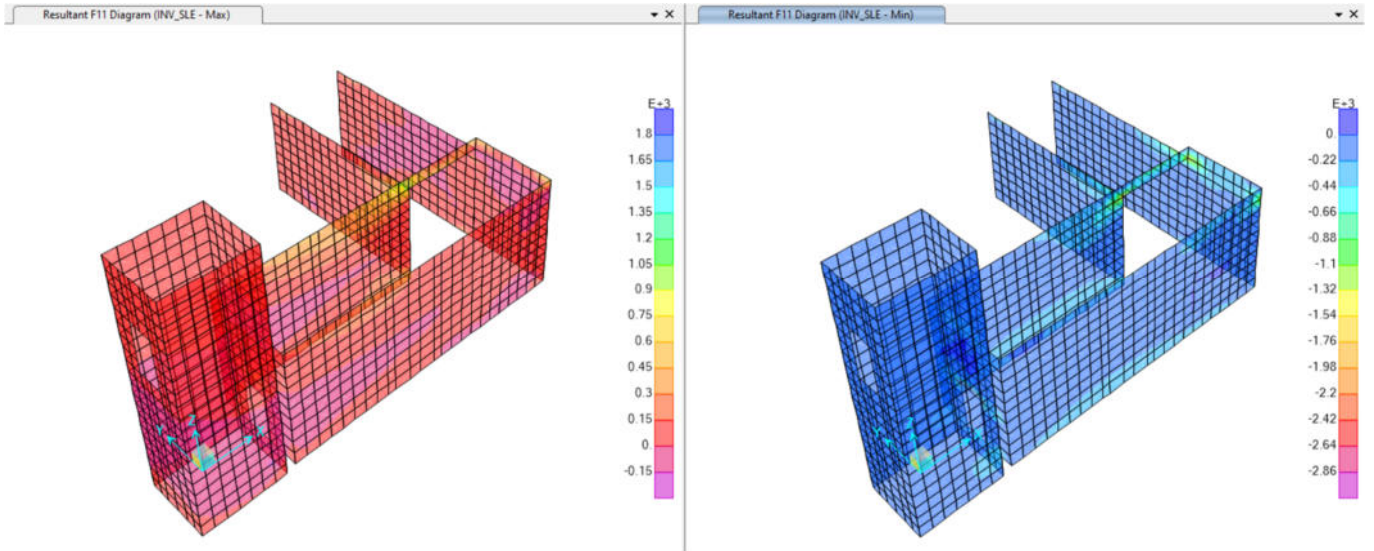 Resultant F11 Diagram (INV_SLE - Max)
E+3
1.8
1.65
1.5
1.35
1.2
1.05
0.9
0.75
0.6
0.45
0.3
0.15
0.
-0.15
Z
Y
X
Resultant F11 Diagram (INV_SLE - Min)
E+3
0.
-0.22
-0.44
-0.66
-0.88
-1.1
-1.32
-1.54
-1.76
-1.98
-2.2
-2.42
-2.64
-2.86
Z
Y
X